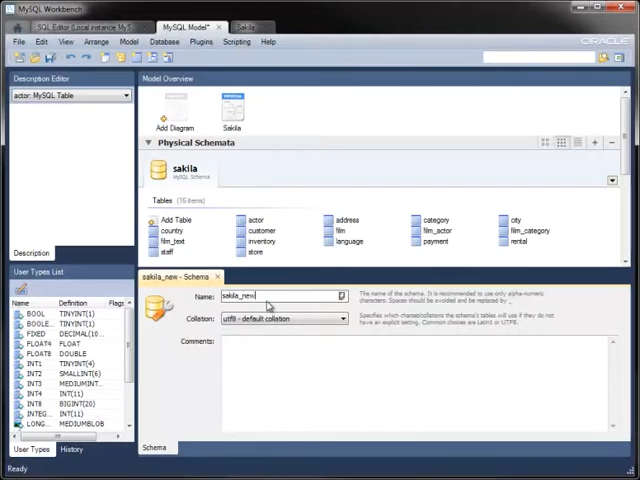 MySQL Workbench
SQL Editor (Local instance MyS
MySQL Model*
Sakila
File Edit View Arrange Model Database Plugins Scripting Help
ORACLE
Description Editor
actor: MySQL Table
Description
User Types List
Name Definition Flags
BOOL TINYINT(1)
BOOLE... TINYINT(1)
FIXED DECIMAL(10...
FLOAT4 FLOAT
FLOAT8 DOUBLE
INT1 TINYINT(4)
INT2 SMALLINT(6)
INT3 MEDIUMINT...
INT4 INT(11)
INT8 BIGINT(20)
INTEG... INT(11)
LONG... MEDIUMBLOB
User Types History
Model Overview
Add Diagram
Sakila
Physical Schemata
sakila
MySQL Schema
Tables (16 items)
Add Table actor address category city
country customer film film_actor film_category
film_text inventory language payment rental
staff store
sakila_new - Schema
Name: sakila_new
The name of the schema. It is recommended to use only alpha-numeric
characters. Spaces should be avoided and be replaced by _
Collation: utf8 - default collation
Specifies which charset/collations the schema's tables will use if they do not
have an explicit setting. Common choices are Latin1 or UTF8.
Comments:
Schema
Ready